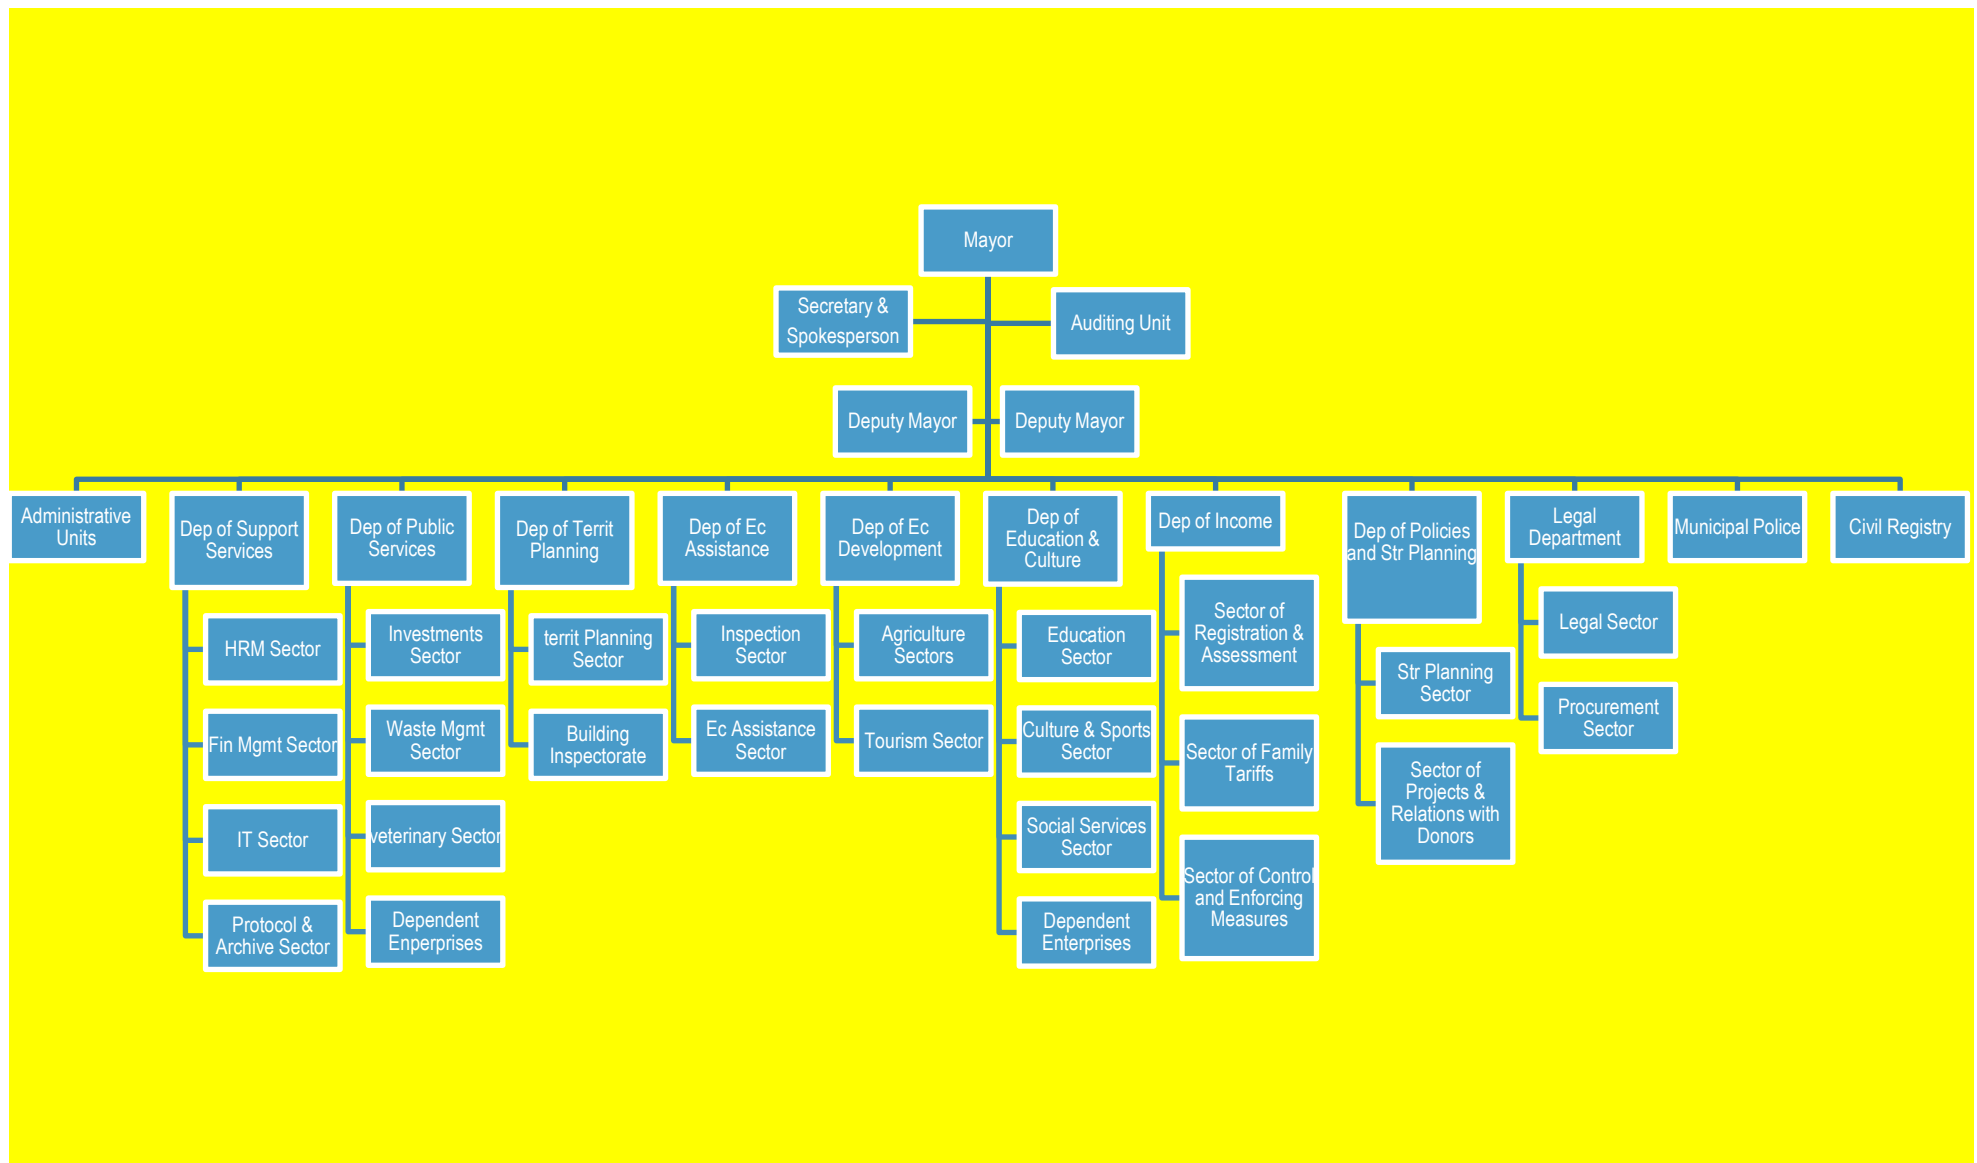 Mayor
Secretary &
Spokesperson
Auditing Unit
Deputy Mayor
Deputy Mayor
Administrative
Units
Dep of Support
Services
HRM Sector
Fin Mgmt Sector
IT Sector
Protocol &
Archive Sector
Dep of Public
Services
Investments
Sector
Waste Mgmt
Sector
veterinary Sector
Dependent
Enperprises
Dep of Territ
Planning
territ Planning
Sector
Building
Inspectorate
Dep of Ec
Assistance
Inspection
Sector
Ec Assistance
Sector
Dep of Ec
Development
Agriculture
Sectors
Tourism Sector
Dep of
Education &
Culture
Education
Sector
Culture & Sports
Sector
Social Services
Sector
Dependent
Enterprises
Dep of Income
Sector of
Registration &
Assessment
Sector of Family
Tariffs
Sector of Control
and Enforcing
Measures
Dep of Policies
and Str Planning
Str Planning
Sector
Sector of
Projects &
Relations with
Donors
Legal
Department
Legal Sector
Procurement
Sector
Municipal Police
Civil Registry